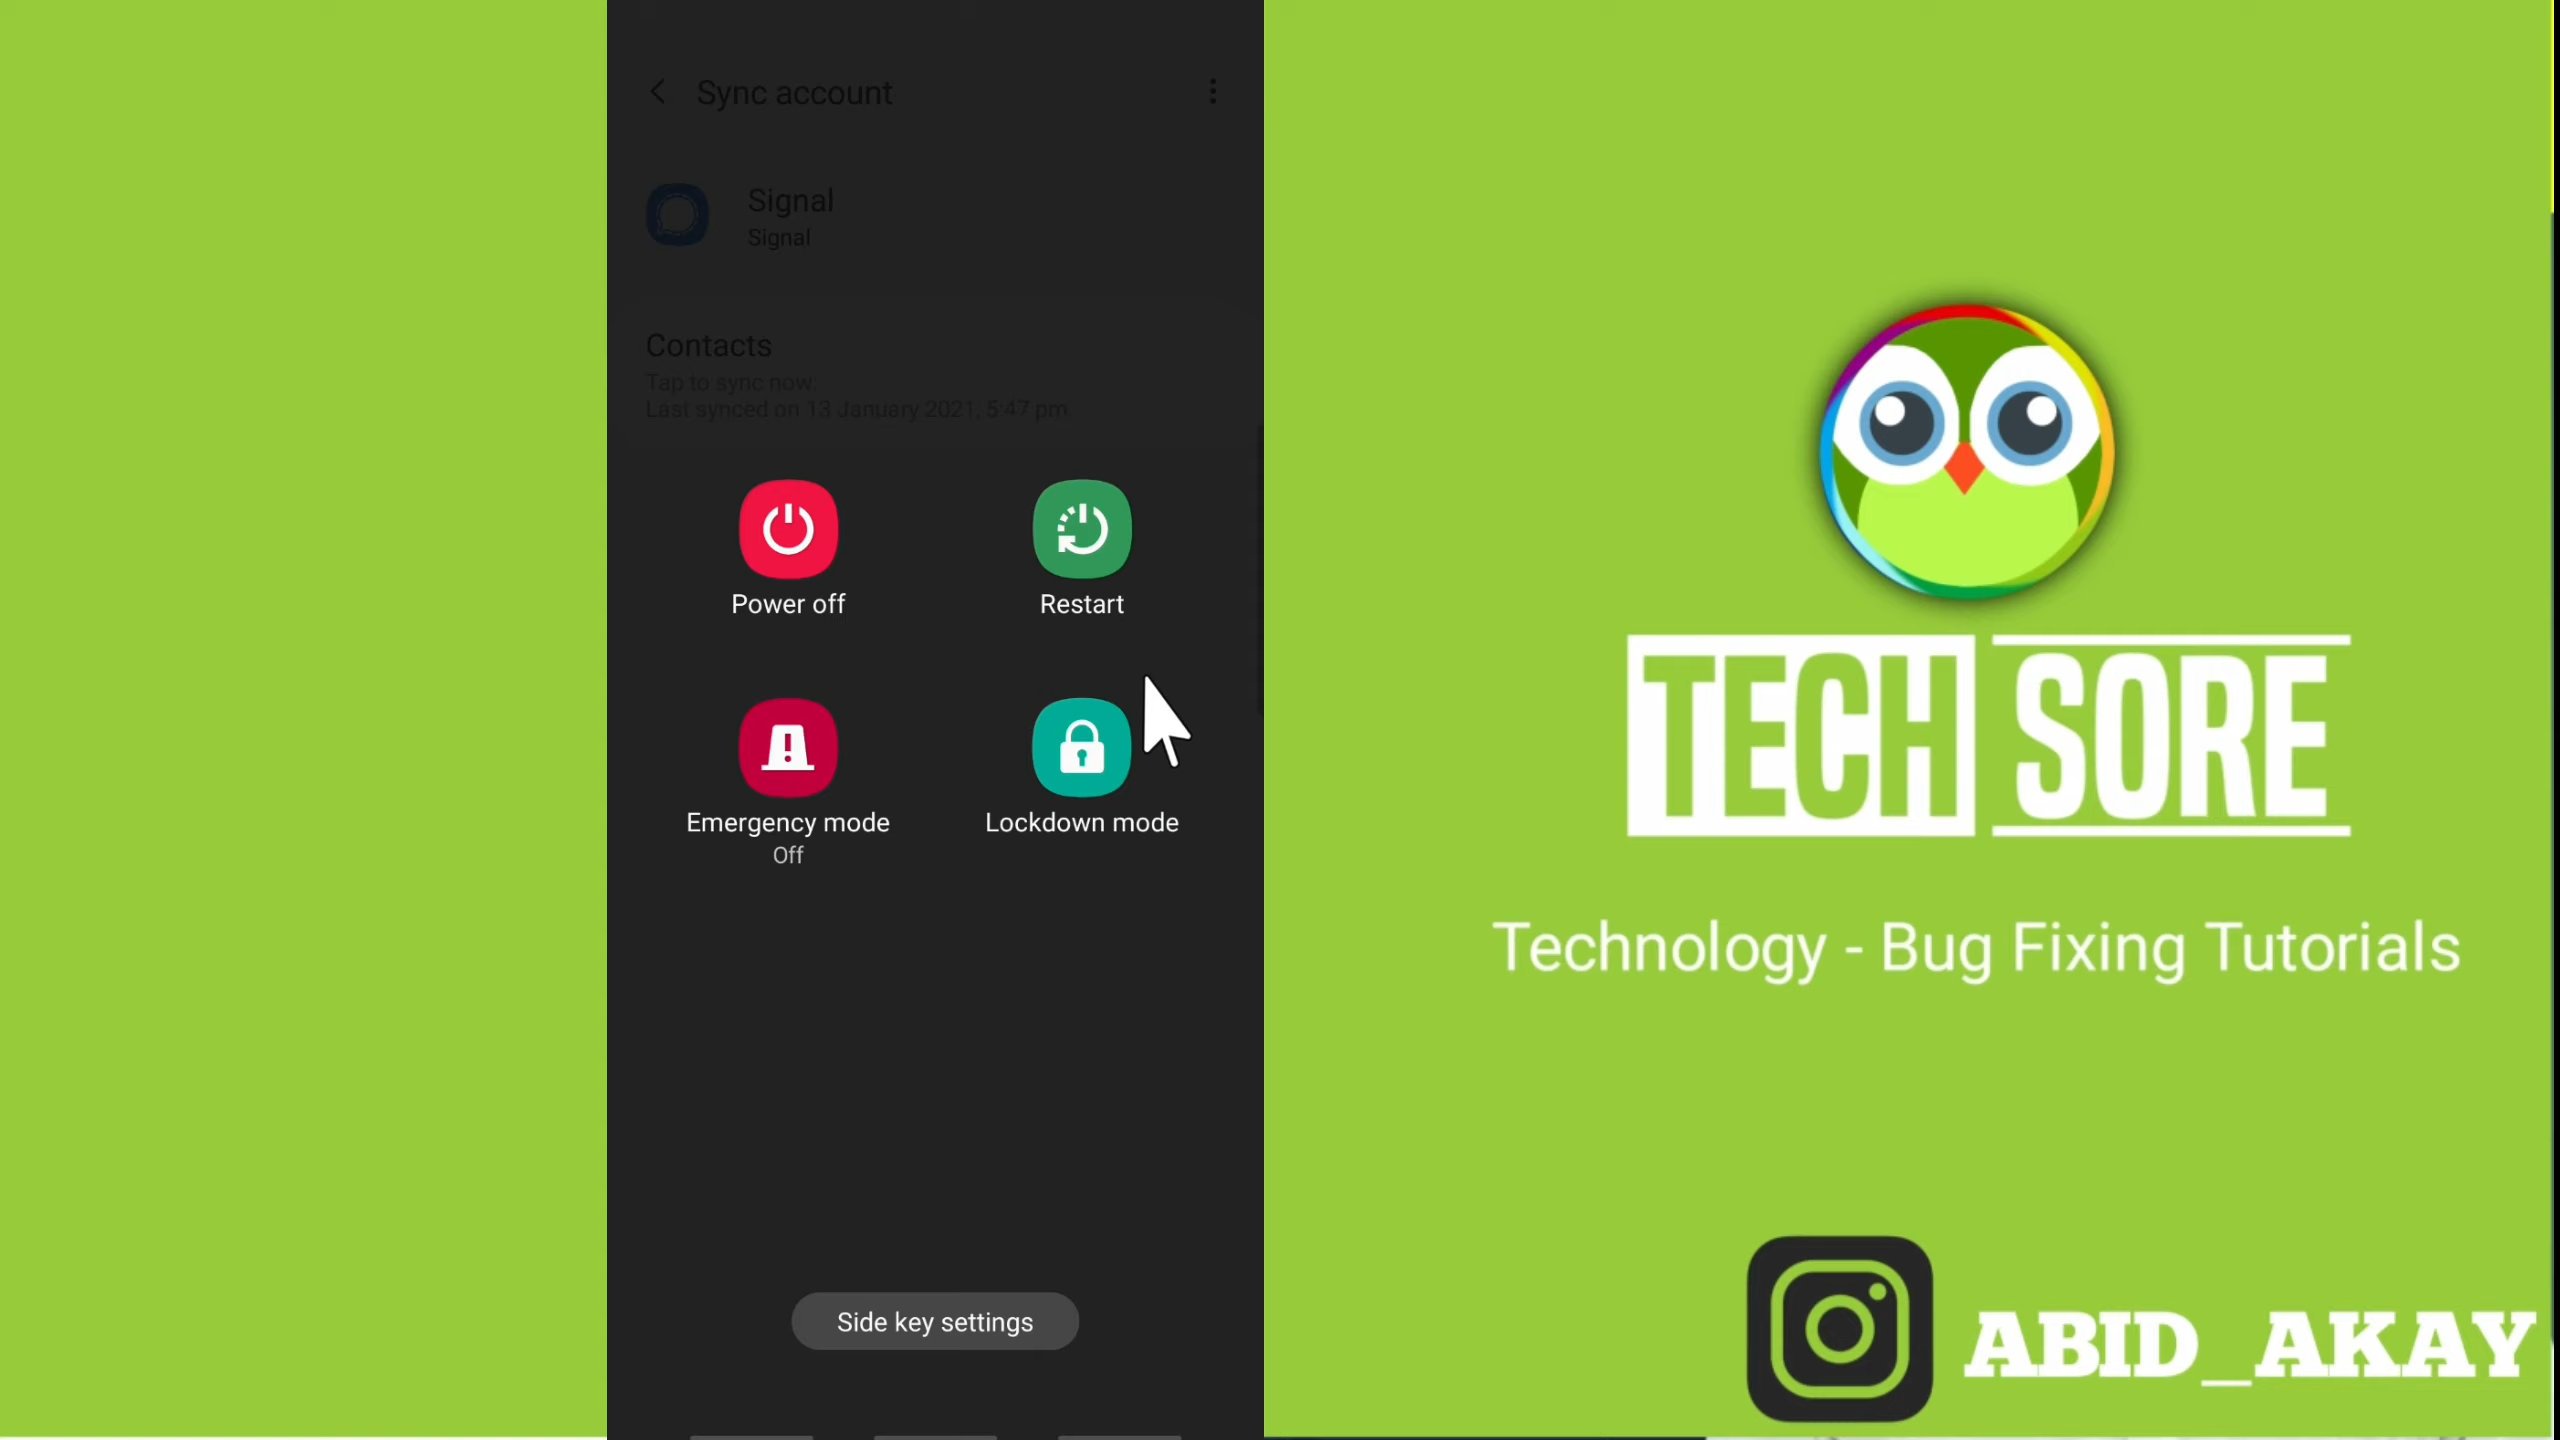 Sync account
Signal
Signal
Contacts
Tap to sync now.
Last synced on 13 January 2021, 5:47 pm
Power off
Restart
Emergency mode
Off
Lockdown mode
Side key settings
TECH SORE
Technology - Bug Fixing Tutorials
ABID_AKAY